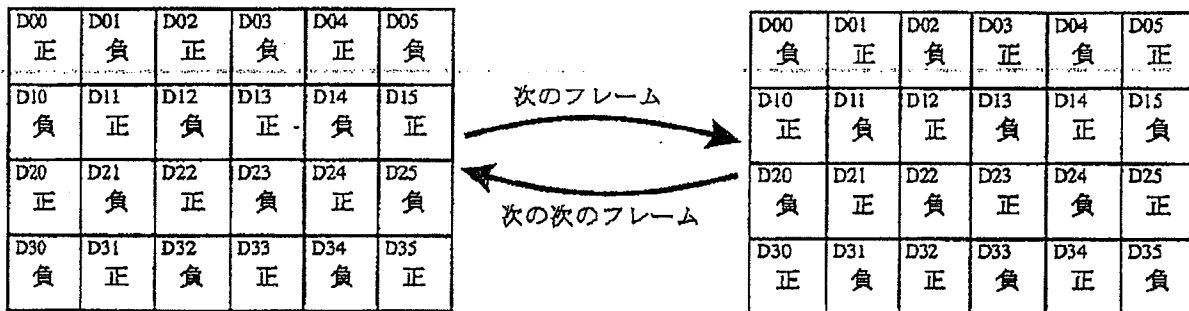 D00 D01 D02 D03 D04 D05
正 負 正 負 正 負
D10 D11 D12 D13 D14 D15
負 正 負 正 負 正
D20 D21 D22 D23 D24 D25
正 負 正 負 正 負
D30 D31 D32 D33 D34 D35
負 正 負 正 負 正
次のフレーム
次の次のフレーム
D00 D01 D02 D03 D04 D05
負 正 負 正 負 正
D10 D11 D12 D13 D14 D15
正 負 正 負 正 負
D20 D21 D22 D23 D24 D25
負 正 負 正 負 正
D30 D31 D32 D33 D34 D35
正 負 正 負 正 負